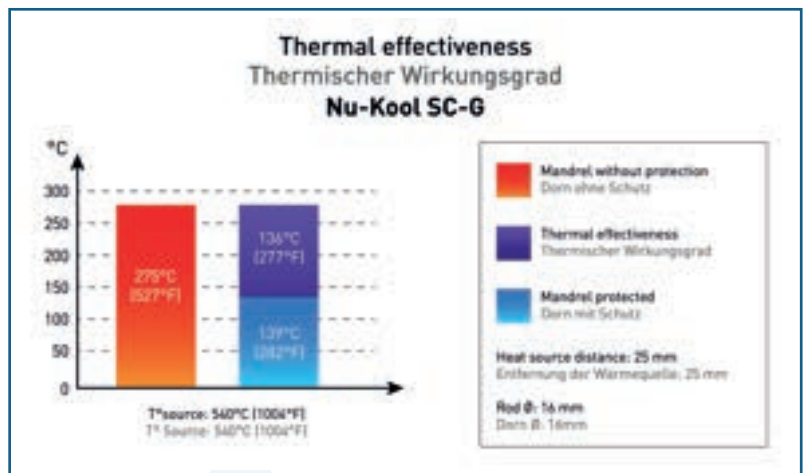 Thermal effectiveness
Thermischer Wirkungsgrad
Nu-Kool SC-G
°C
300
250
200
150
100
50
0
275°C
(527°F)
136°C
(277°F)
139°C
(282°F)
T°source: 540°C (1004°F)
T° Source: 540°C (1004°F)
Mandrel without protection
Dorn ohne Schutz
Thermal effectiveness
Thermischer Wirkungsgrad
Mandrel protected
Dorn mit Schutz
Heat source distance: 25 mm
Entfernung der Wärmequelle: 25 mm
Rod Ø: 16 mm
Dorn Ø: 16mm